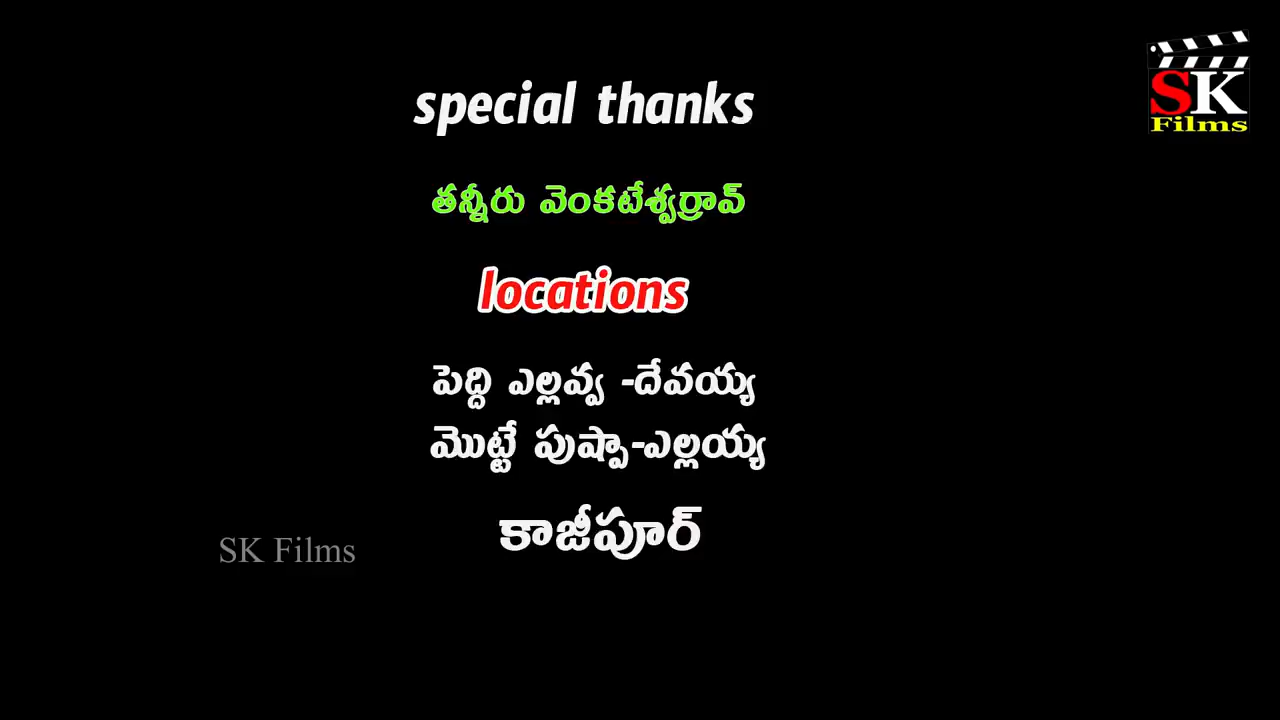 SK
Films
special thanks
తన్నీరు వెంకటేశ్వర్రావ్
locations
పెద్ది ఎల్లవ్వ -దేవయ్య
మొట్టే పుష్పా-ఎల్లయ్య
కాజీపూర్
SK Films